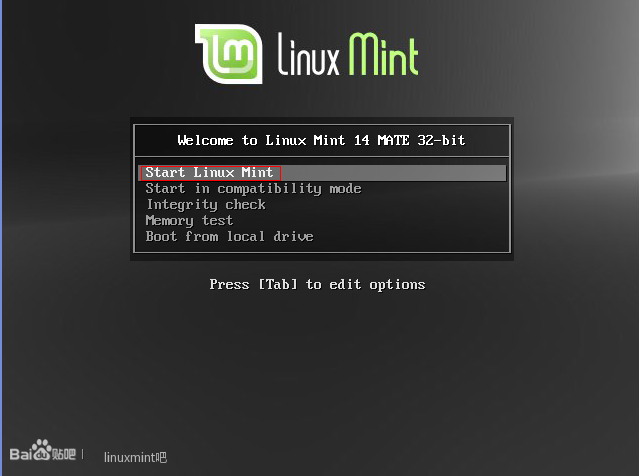 Linux Mint
Welcome to Linux Mint 14 MATE 32-bit
Start Linux Mint
Start in compatibility mode
Integrity check
Memory test
Boot from local drive
Press [Tab] to edit options
Bai贴吧 | linuxmint吧